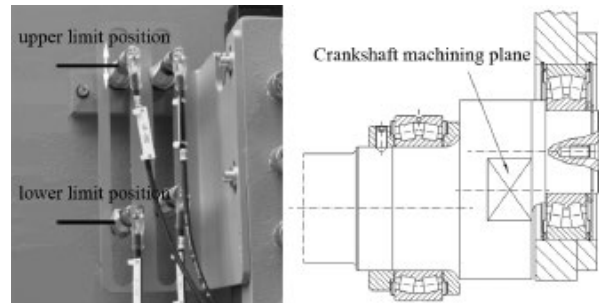 upper limit position
lower limit position
Crankshaft machining plane